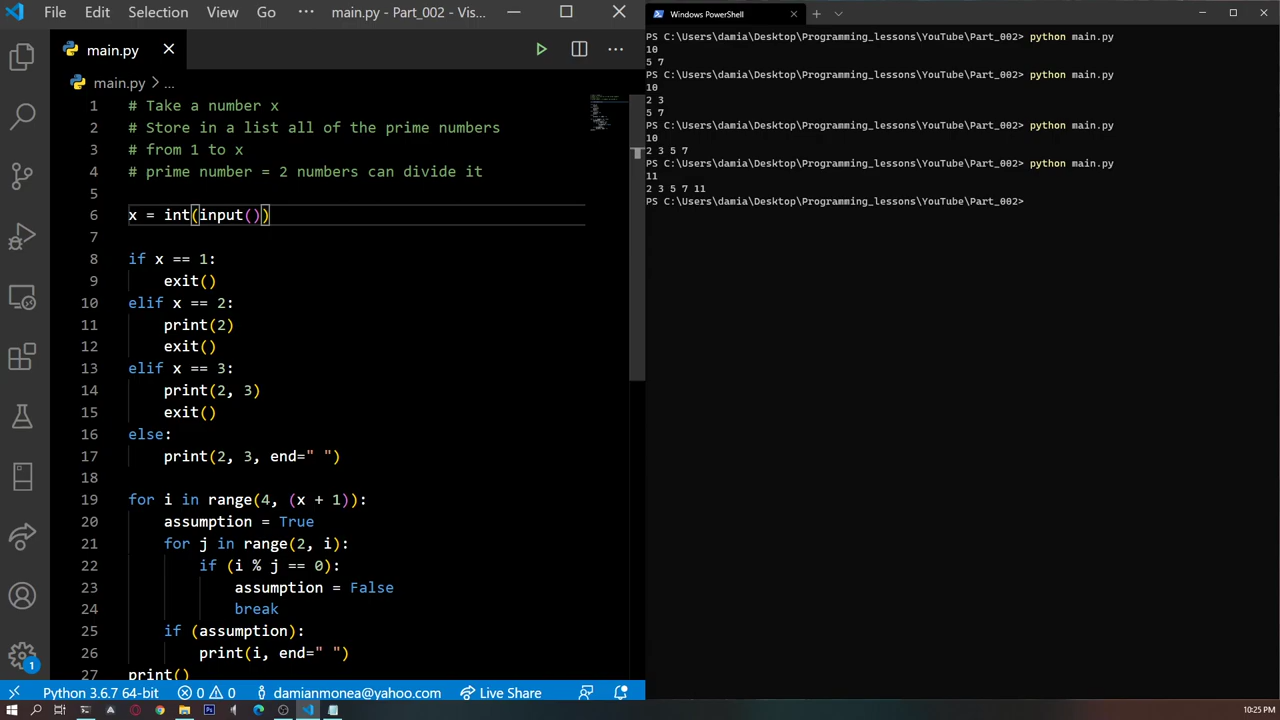 File Edit Selection View Go ··· main.py - Part_002 - Vis...
main.py
main.py > ...
1 # Take a number x
2 # Store in a list all of the prime numbers
3 # from 1 to x
4 # prime number = 2 numbers can divide it
5
6 x = int(input())
7
8 if x == 1:
9     exit()
10 elif x == 2:
11     print(2)
12     exit()
13 elif x == 3:
14     print(2, 3)
15     exit()
16 else:
17     print(2, 3, end=" ")
18
19 for i in range(4, (x + 1)):
20     assumption = True
21     for j in range(2, i):
22         if (i % j == 0):
23             assumption = False
24             break
25     if (assumption):
26         print(i, end=" ")
27 print()
1
Python 3.6.7 64-bit 0 0 damianmonea@yahoo.com Live Share
Windows PowerShell
PS C:\Users\damia\Desktop\Programming_lessons\YouTube\Part_002> python main.py
10
5 7
PS C:\Users\damia\Desktop\Programming_lessons\YouTube\Part_002> python main.py
10
2 3
5 7
PS C:\Users\damia\Desktop\Programming_lessons\YouTube\Part_002> python main.py
10
2 3 5 7
PS C:\Users\damia\Desktop\Programming_lessons\YouTube\Part_002> python main.py
11
2 3 5 7 11
PS C:\Users\damia\Desktop\Programming_lessons\YouTube\Part_002>
10:25 PM